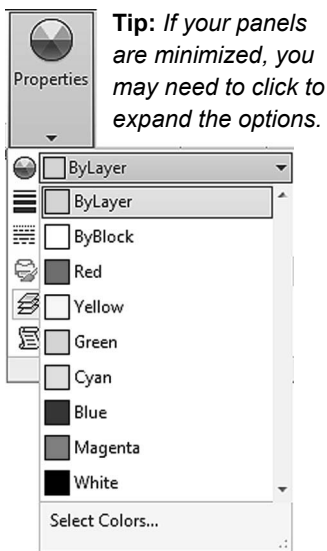 Tip: If your panels
are minimized, you
may need to click to
expand the options.
Properties
ByLayer
ByLayer
ByBlock
Red
Yellow
Green
Cyan
Blue
Magenta
White
Select Colors...